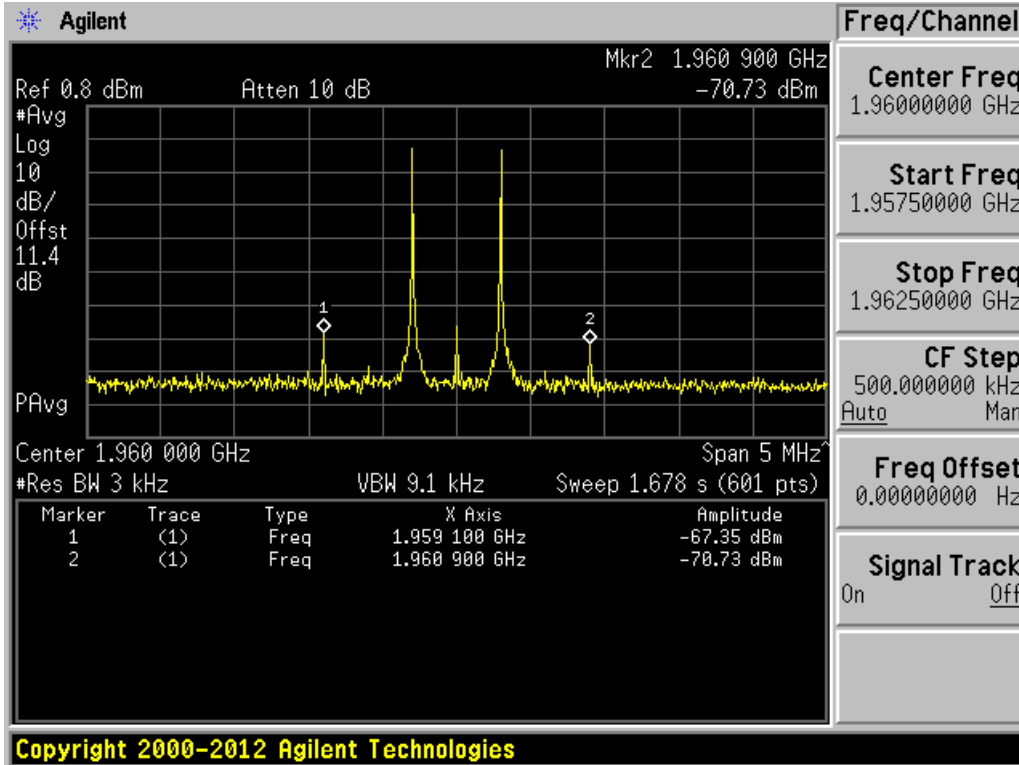 Agilent
Freq/Channel
Mkr2 1.960 900 GHz
Ref 0.8 dBm Atten 10 dB -70.73 dBm
#Avg
Log
10
dB/
Offst
11.4
dB
1
2
PAvg
Center 1.960 000 GHz Span 5 MHz^
#Res BW 3 kHz VBW 9.1 kHz Sweep 1.678 s (601 pts)
Marker Trace Type X Axis Amplitude
1 (1) Freq 1.959 100 GHz -67.35 dBm
2 (1) Freq 1.960 900 GHz -70.73 dBm
Center Freq
1.96000000 GHz
Start Freq
1.95750000 GHz
Stop Freq
1.96250000 GHz
CF Step
500.000000 kHz
Auto Man
Freq Offset
0.00000000 Hz
Signal Track
On Off
Copyright 2000-2012 Agilent Technologies